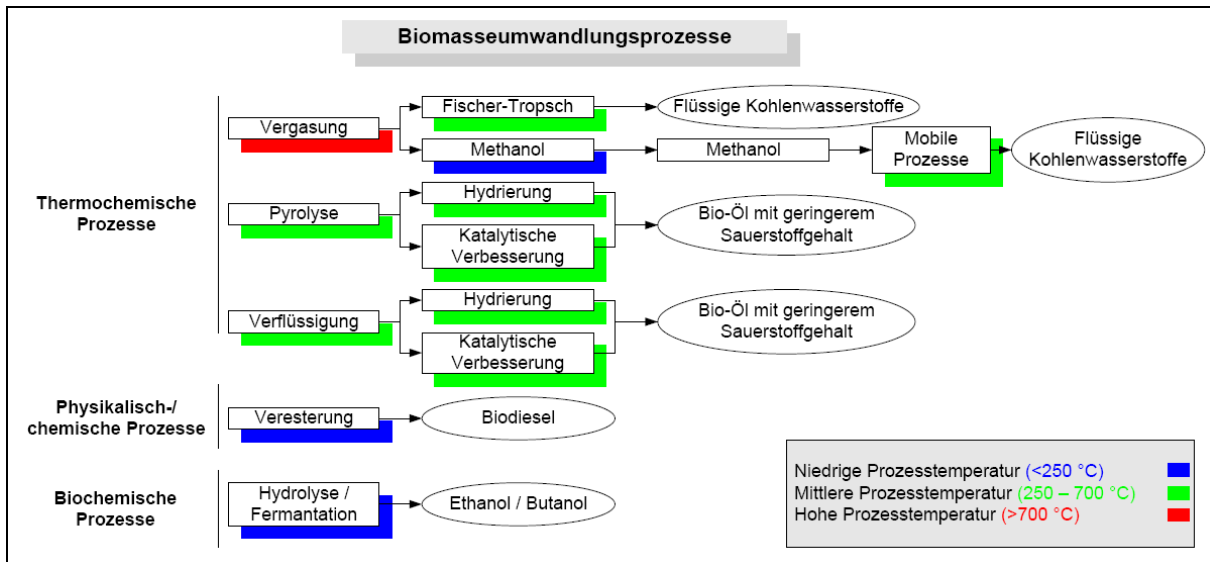 Biomasseumwandlungsprozesse
Thermochemische
Prozesse
Vergasung
Fischer-Tropsch
Flüssige Kohlenwasserstoffe
Methanol
Methanol
Mobile
Prozesse
Flüssige
Kohlenwasserstoffe
Pyrolyse
Hydrierung
Katalytische
Verbesserung
Bio-Öl mit geringerem
Sauerstoffgehalt
Verflüssigung
Hydrierung
Katalytische
Verbesserung
Bio-Öl mit geringerem
Sauerstoffgehalt
Physikalisch-/
chemische Prozesse
Veresterung
Biodiesel
Biochemische
Prozesse
Hydrolyse /
Fermantation
Ethanol / Butanol
Niedrige Prozesstemperatur (<250 °C)
Mittlere Prozesstemperatur (250 – 700 °C)
Hohe Prozesstemperatur (>700 °C)